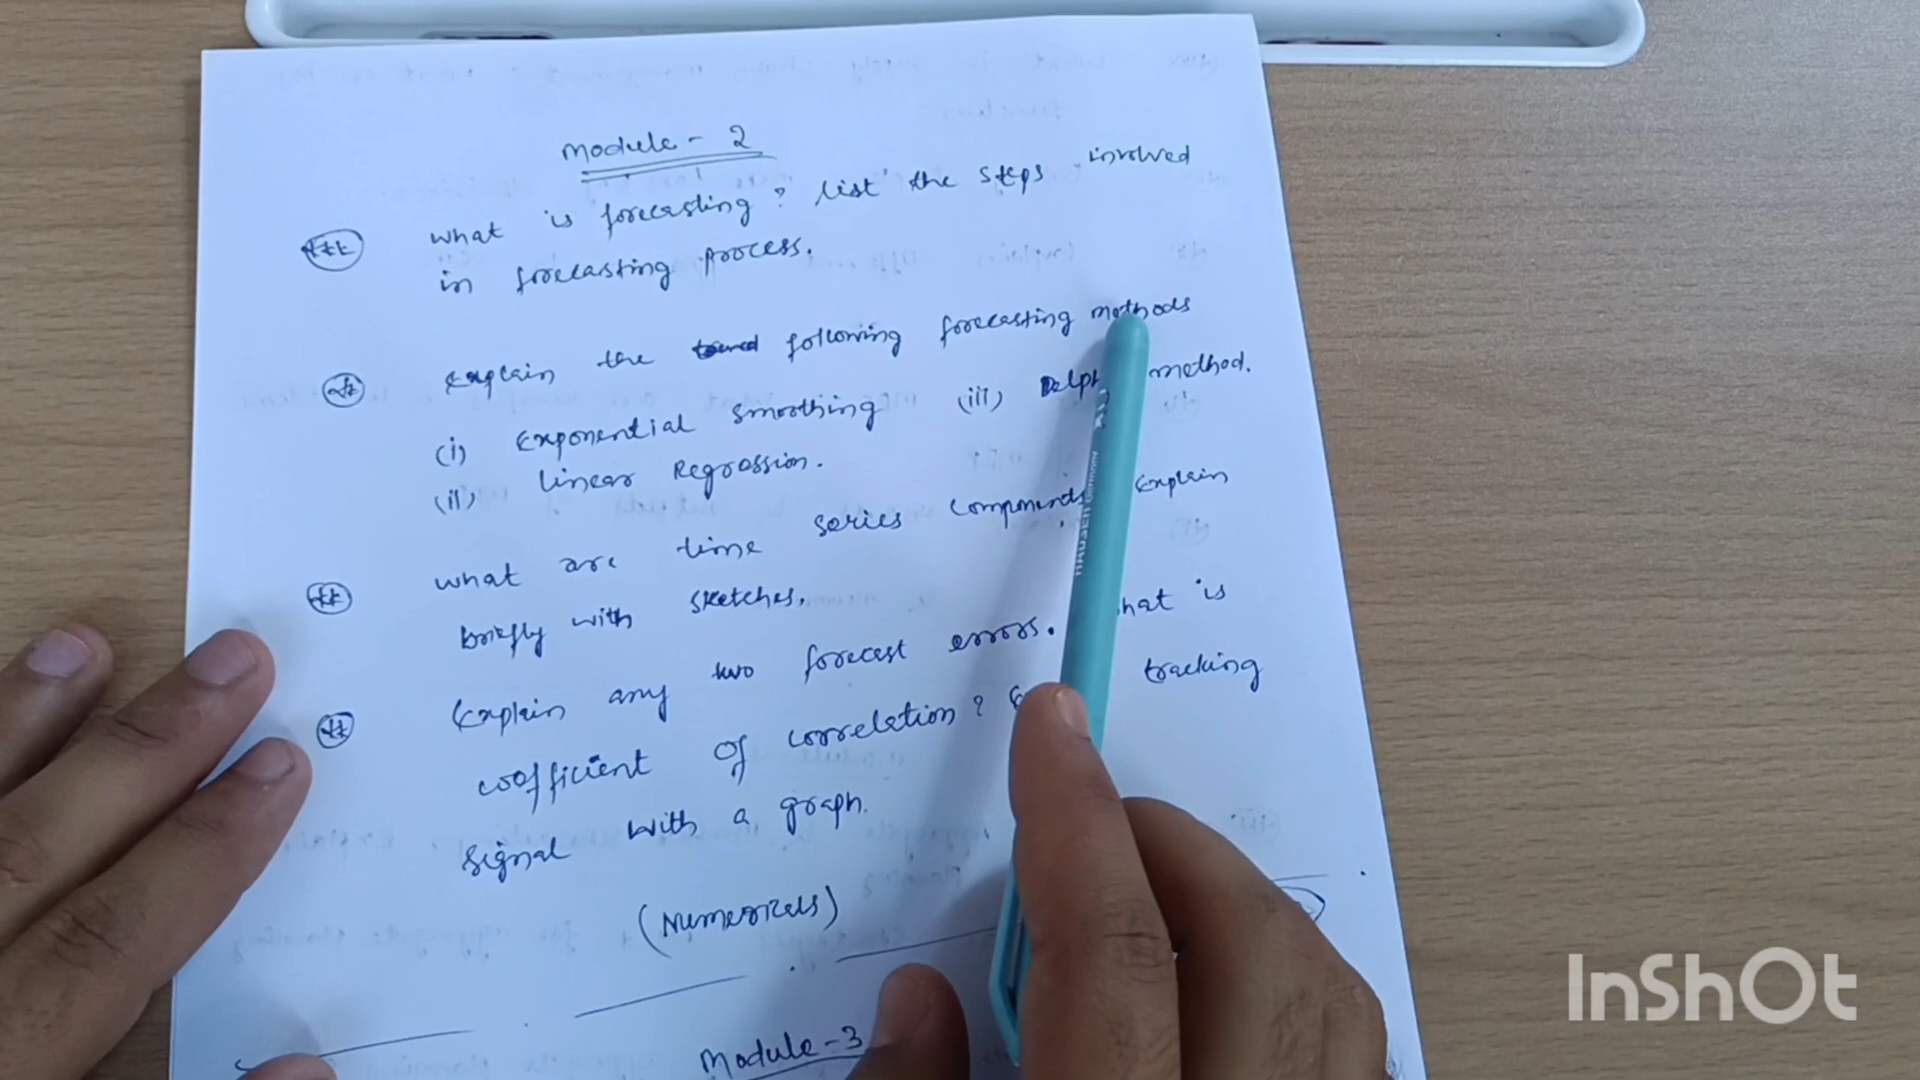 Module - 2
*** What is forecasting? List the steps involved
in forecasting process.
** Explain the following forecasting methods
(i) Exponential smoothing (iii) Delphi method.
(ii) linear Regression.
** What are time series components explain
briefly with sketches.
** Explain any two forecast errors. What is
coefficient of correlation? tracking
signal with a graph.
(Numericals)
Module-3
InShOt